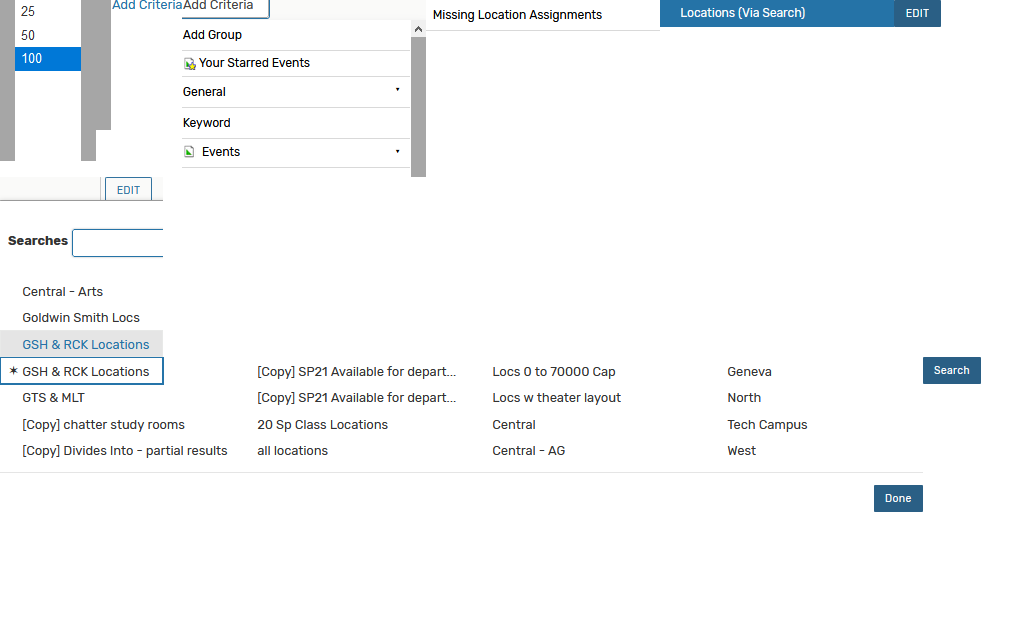 25
50
100
Add Criteria
Add Criteria
Add Group
Your Starred Events
General
Keyword
Events
Missing Location Assignments
Locations (Via Search) EDIT
EDIT
Searches
Central - Arts
Goldwin Smith Locs
GSH & RCK Locations
✶ GSH & RCK Locations [Copy] SP21 Available for depart... Locs 0 to 70000 Cap Geneva Search
GTS & MLT [Copy] SP21 Available for depart... Locs w theater layout North
[Copy] chatter study rooms 20 Sp Class Locations Central Tech Campus
[Copy] Divides Into - partial results all locations Central - AG West
Done